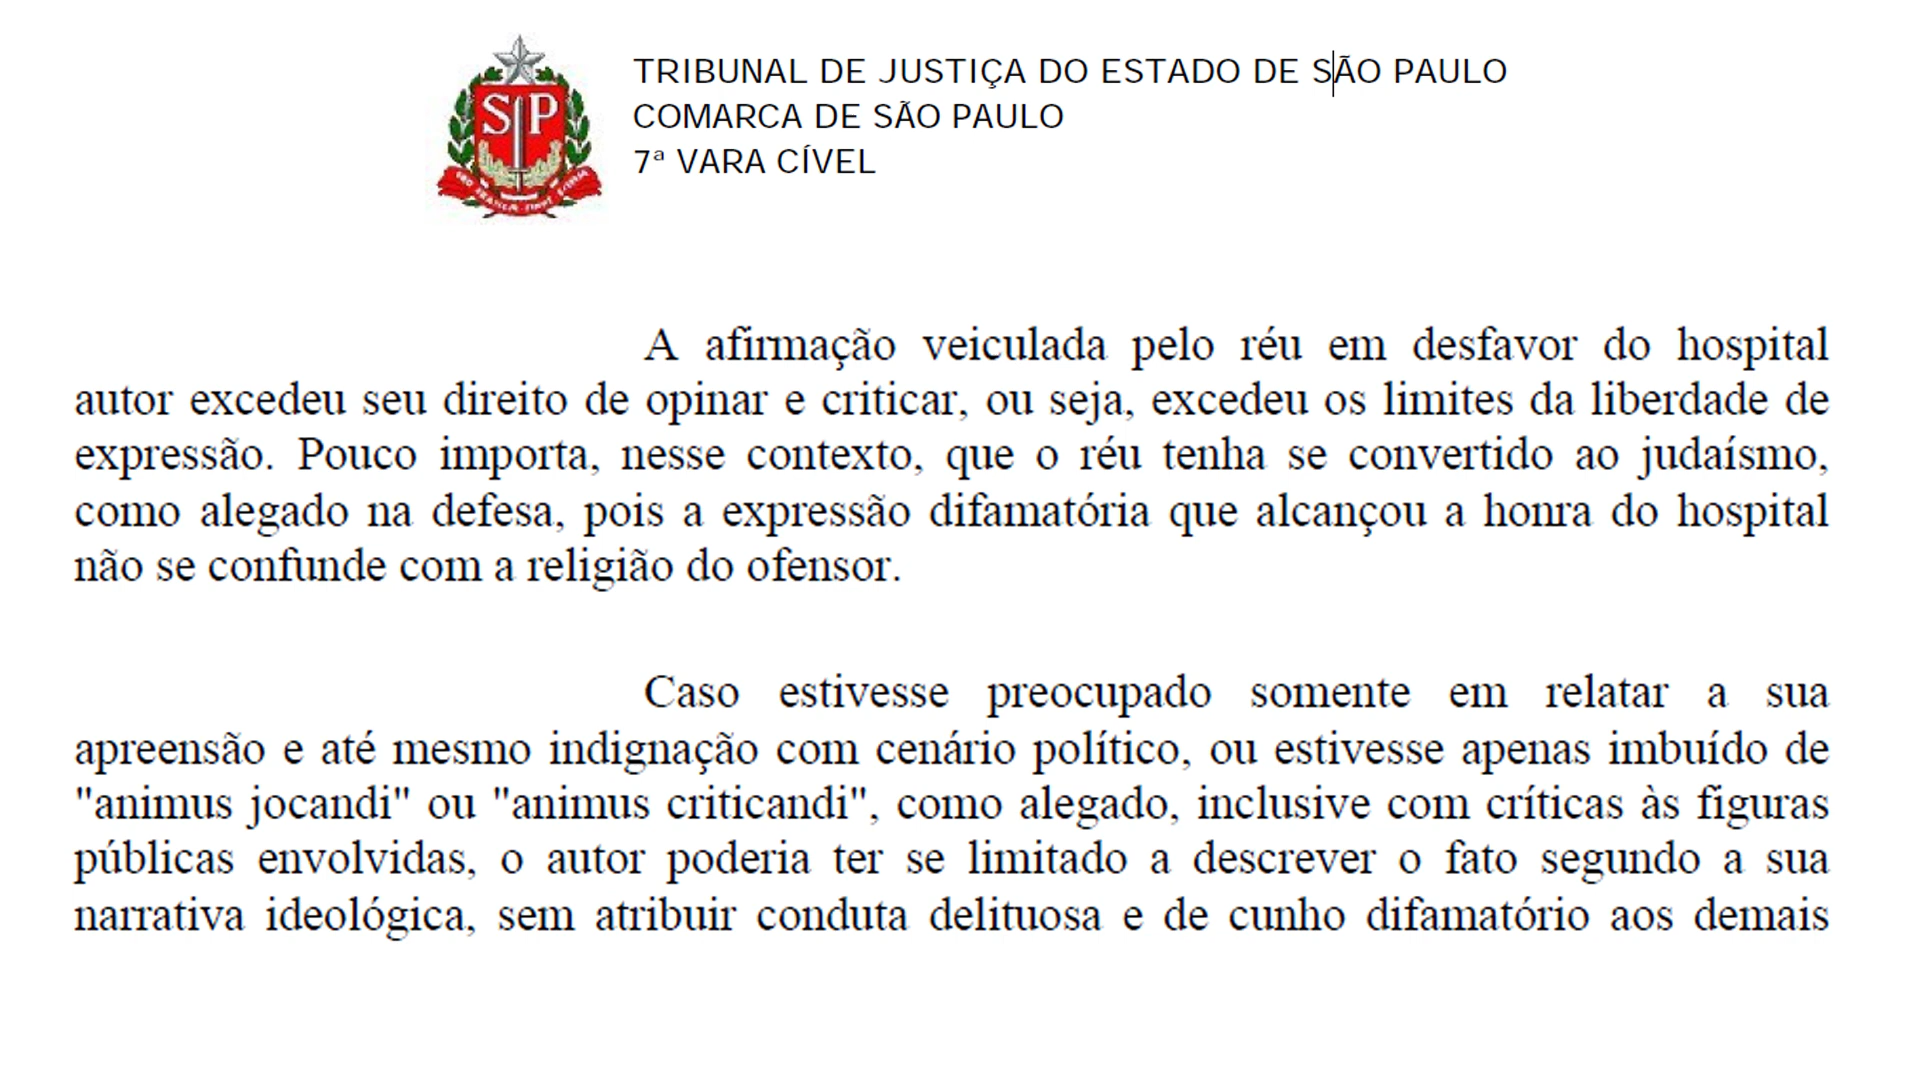 SP
TRIBUNAL DE JUSTIÇA DO ESTADO DE SÃO PAULO
COMARCA DE SÃO PAULO
7ª VARA CÍVEL
A afirmação veiculada pelo réu em desfavor do hospital
autor excedeu seu direito de opinar e criticar, ou seja, excedeu os limites da liberdade de
expressão. Pouco importa, nesse contexto, que o réu tenha se convertido ao judaísmo,
como alegado na defesa, pois a expressão difamatória que alcançou a honra do hospital
não se confunde com a religião do ofensor.
Caso estivesse preocupado somente em relatar a sua
apreensão e até mesmo indignação com cenário político, ou estivesse apenas imbuído de
"animus jocandi" ou "animus criticandi", como alegado, inclusive com críticas às figuras
públicas envolvidas, o autor poderia ter se limitado a descrever o fato segundo a sua
narrativa ideológica, sem atribuir conduta delituosa e de cunho difamatório aos demais